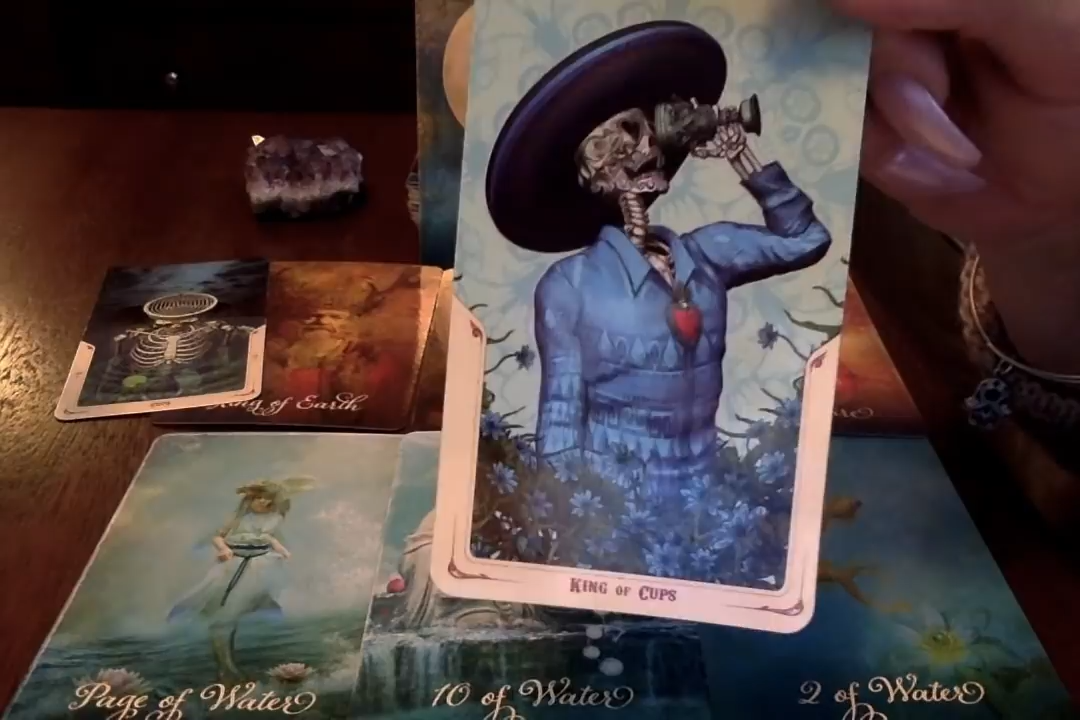 King of Earth
King of Cups
Page of Water
10 of Water
2 of Water